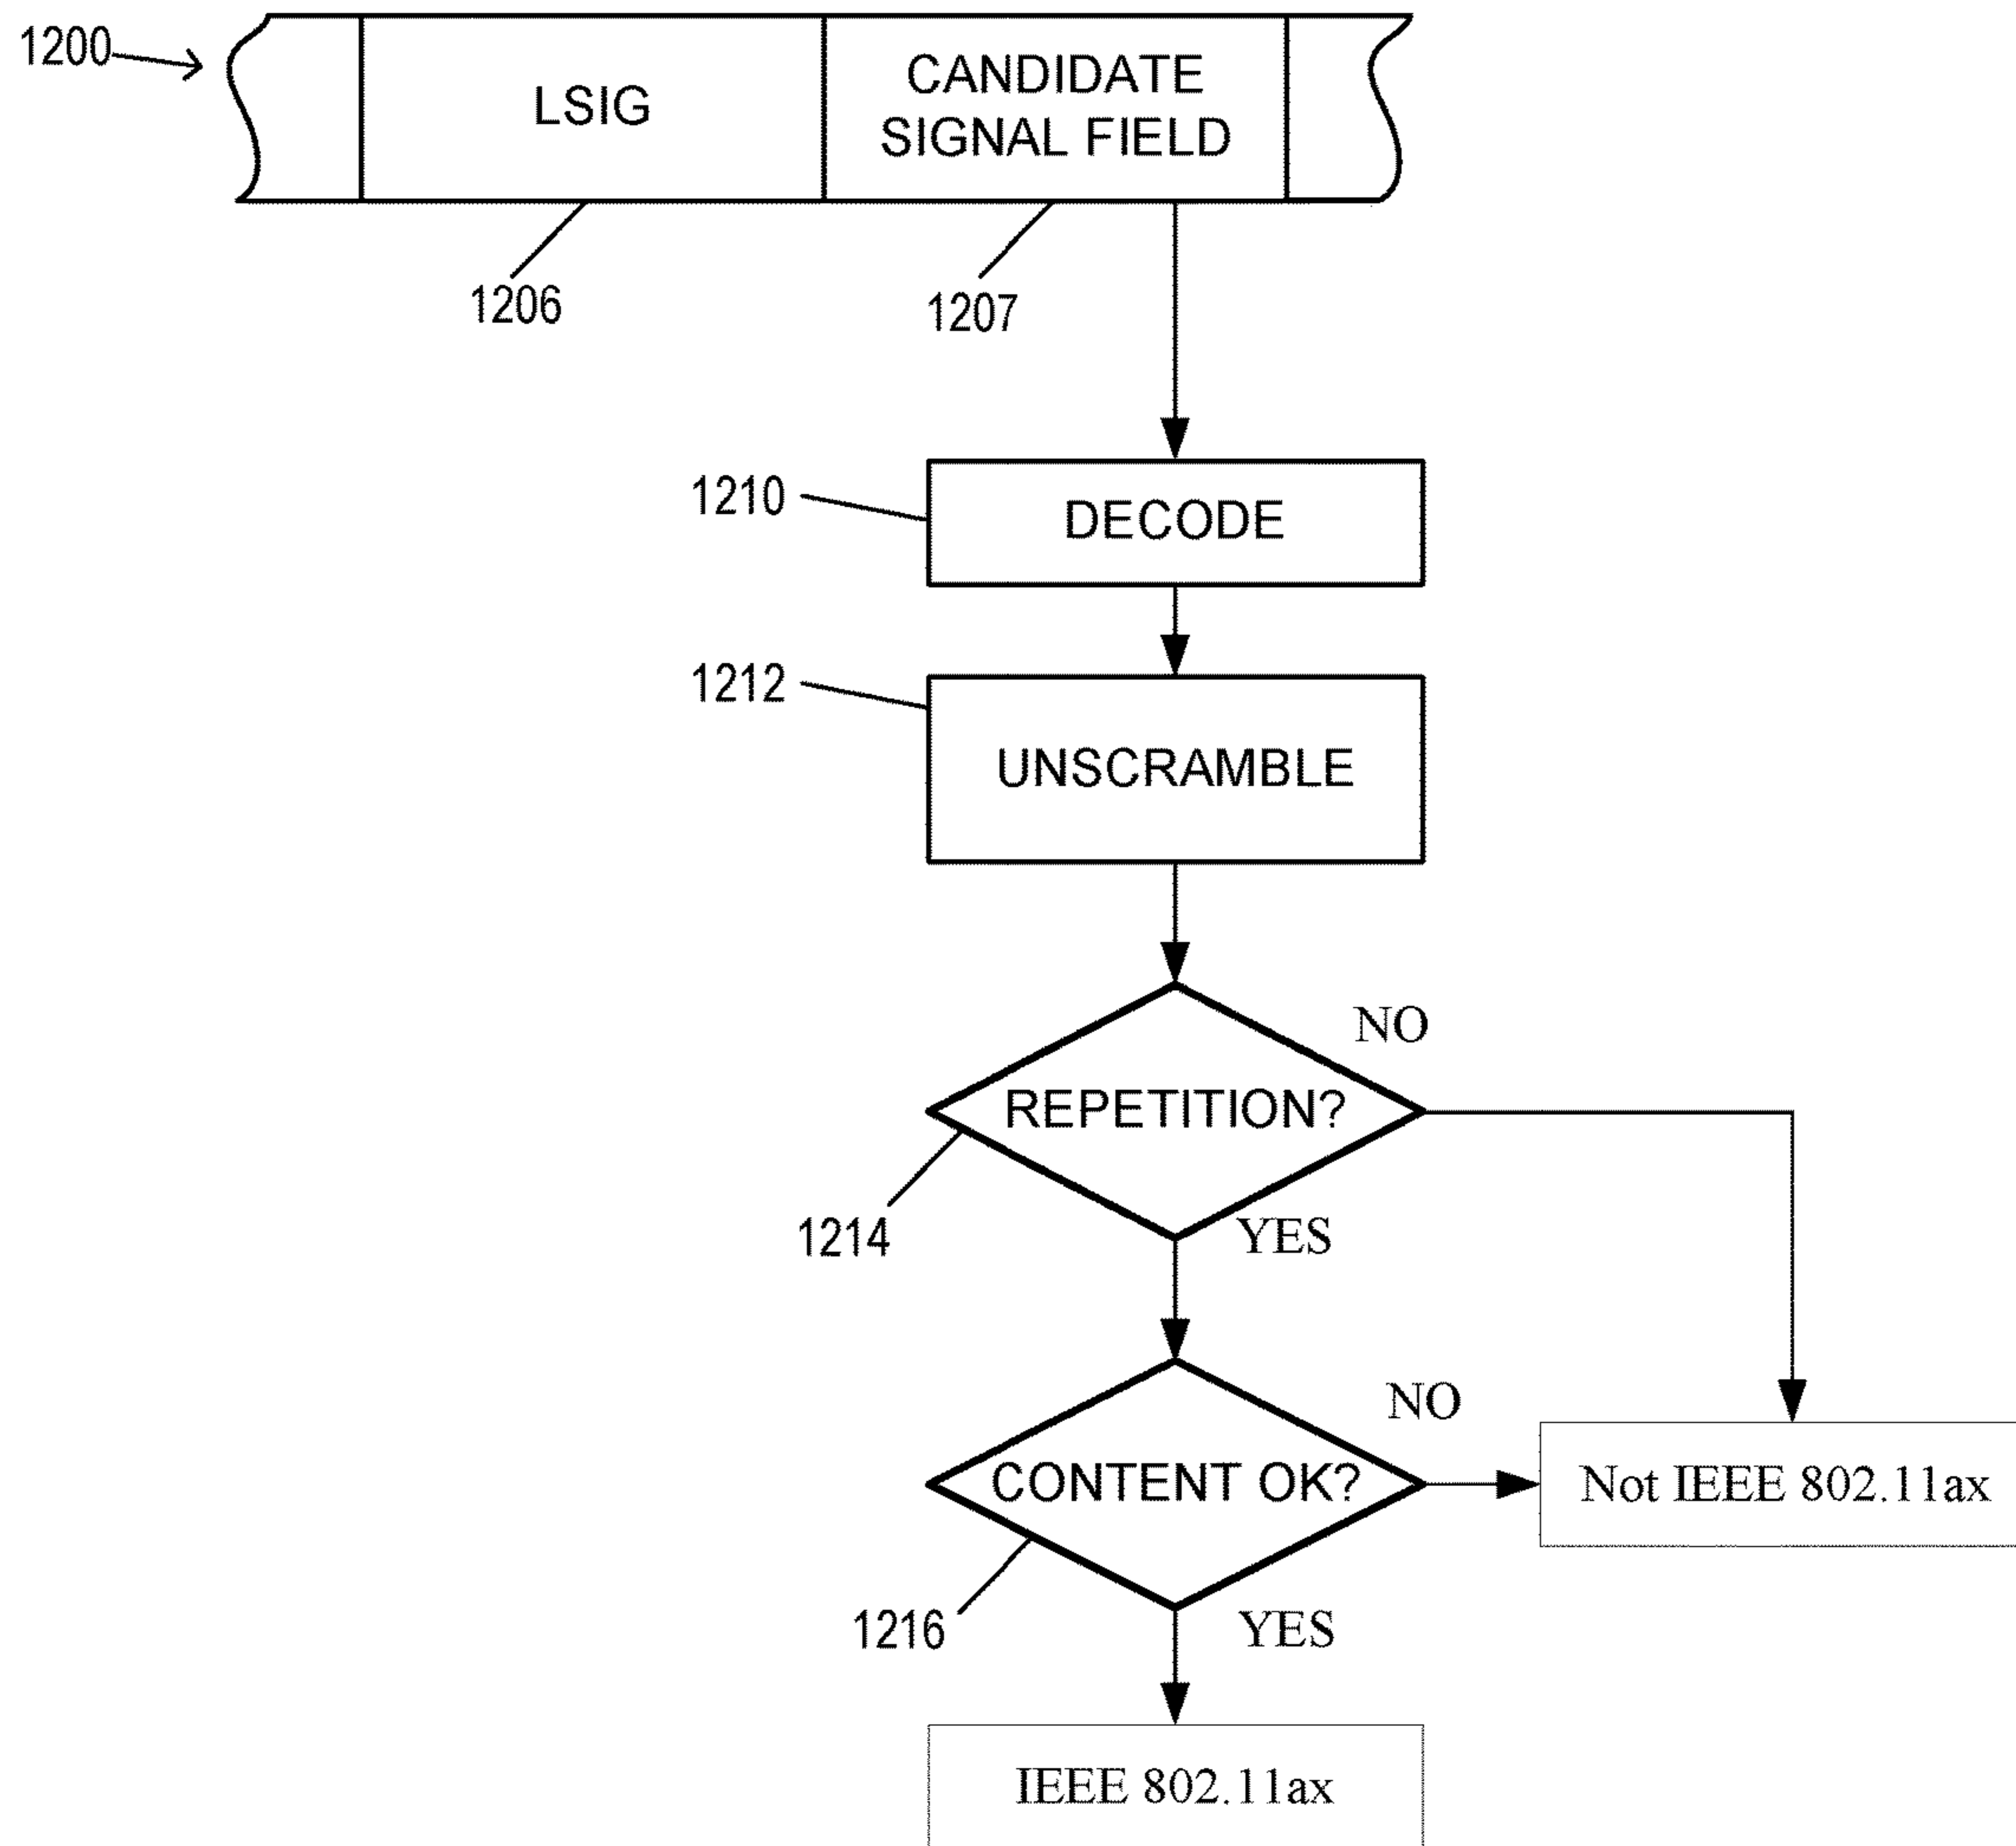 1200
LSIG
CANDIDATE
SIGNAL FIELD
1206
1207
1210
DECODE
1212
UNSCRAMBLE
NO
REPETITION?
1214
YES
NO
CONTENT OK?
Not IEEE 802.11ax
1216
YES
IEEE 802.11ax